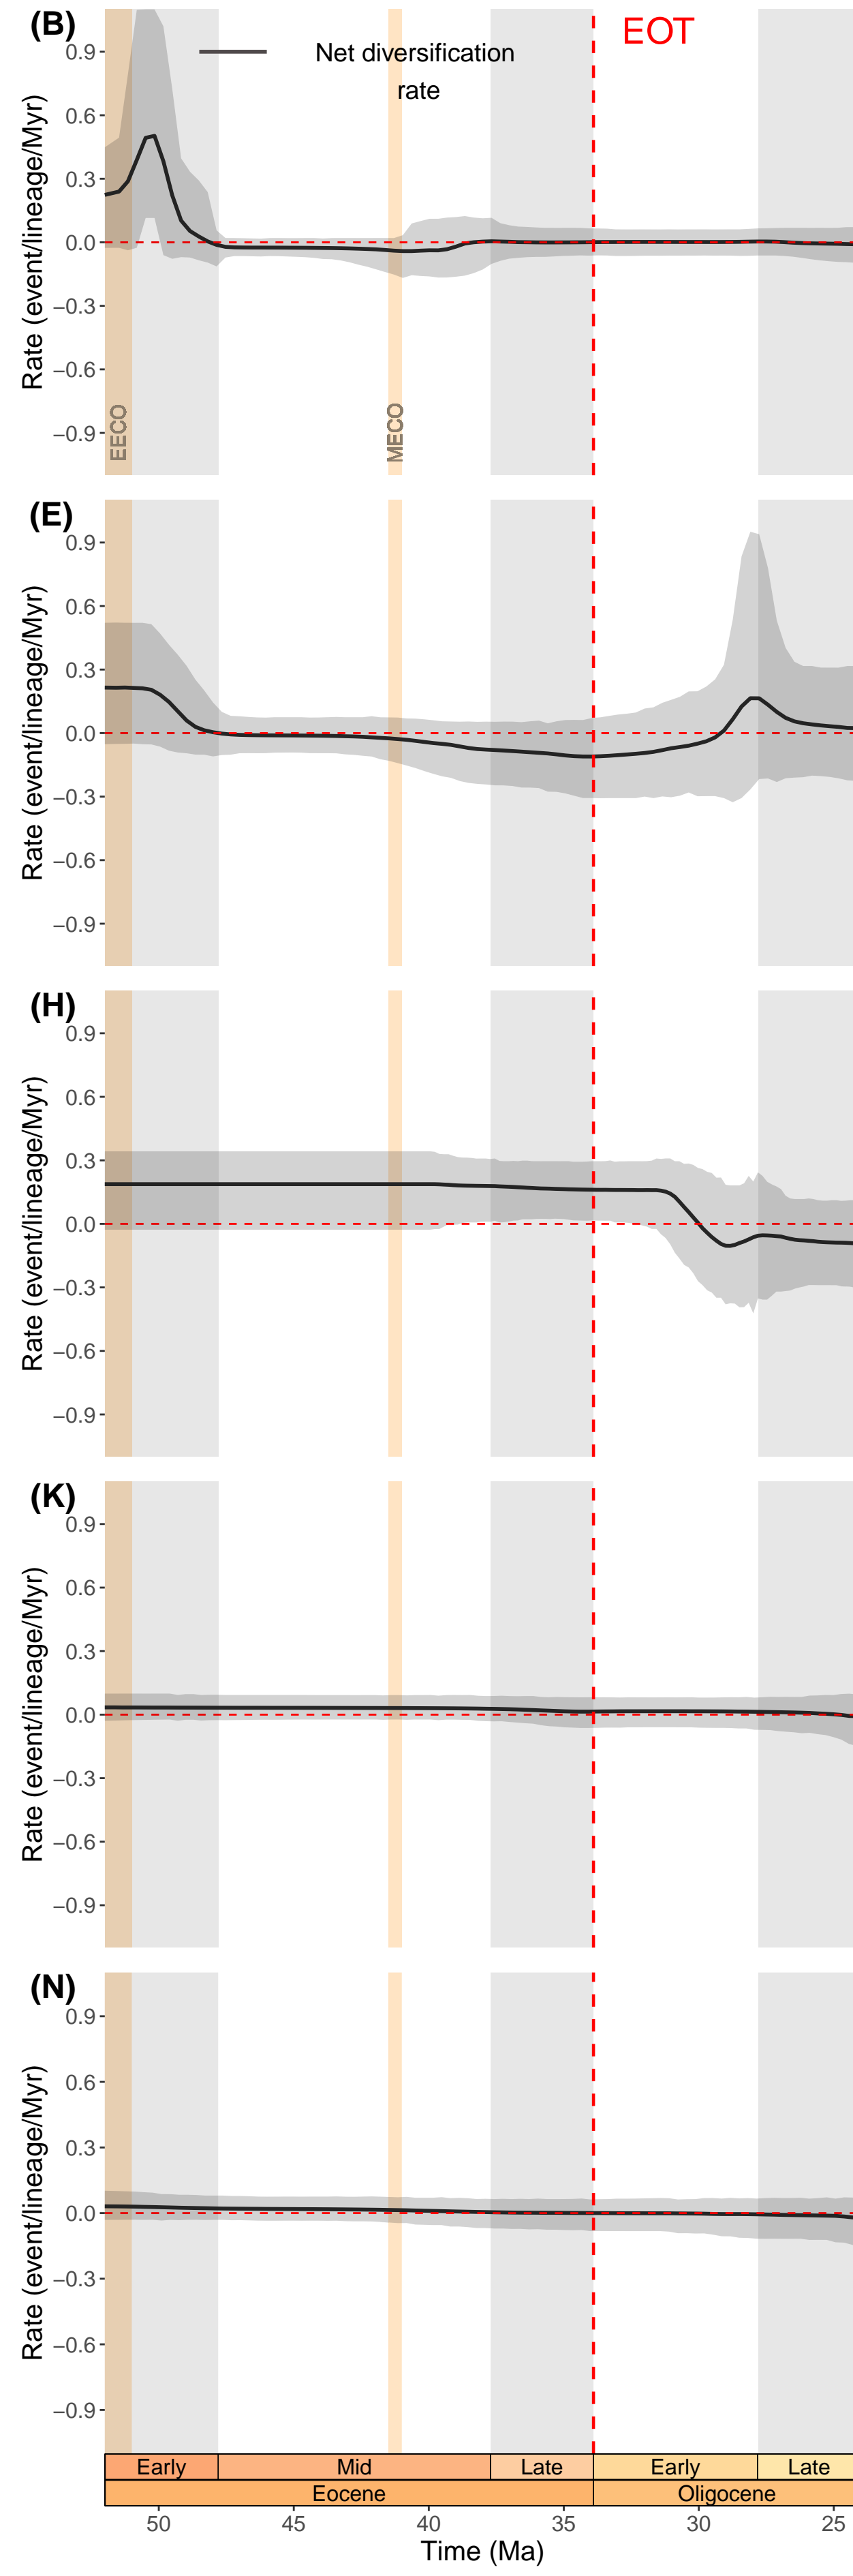 (B)
EOT
Net diversification
rate
0.9
0.6
0.3
0.0
−0.3
−0.6
−0.9
Rate (event/lineage/Myr)
EECO
MECO
(E)
0.9
0.6
0.3
0.0
−0.3
−0.6
−0.9
Rate (event/lineage/Myr)
(H)
0.9
0.6
0.3
0.0
−0.3
−0.6
−0.9
Rate (event/lineage/Myr)
(K)
0.9
0.6
0.3
0.0
−0.3
−0.6
−0.9
Rate (event/lineage/Myr)
(N)
0.9
0.6
0.3
0.0
−0.3
−0.6
−0.9
Rate (event/lineage/Myr)
Early Mid Late Early Late
Eocene Oligocene
50 45 40 35 30 25
Time (Ma)